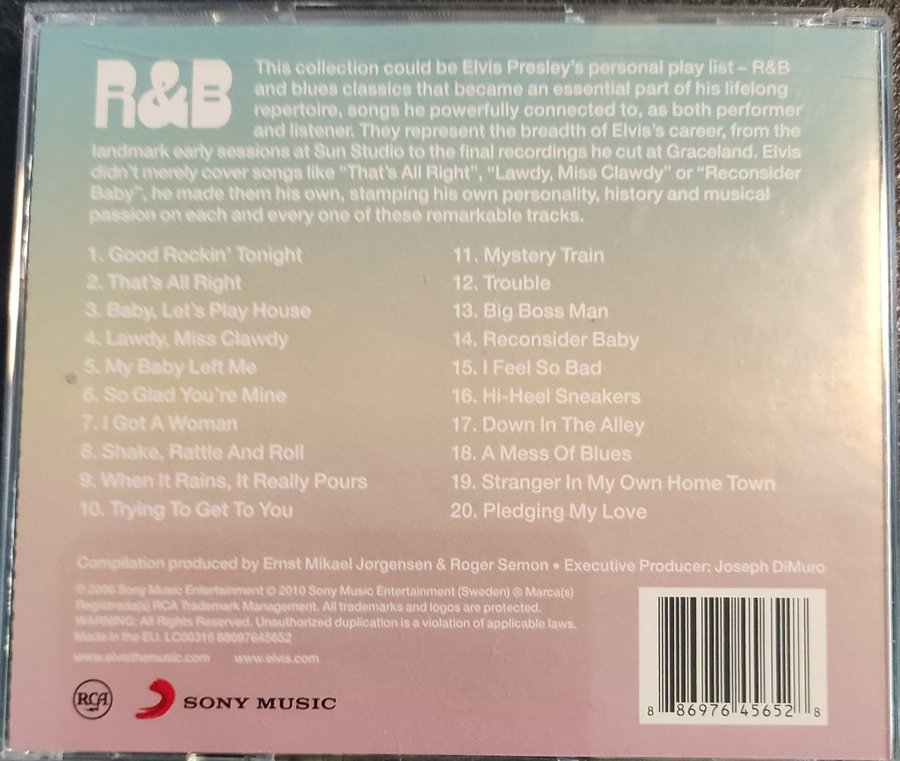 R&B
This collection could be Elvis Presley's personal play list – R&B
and blues classics that became an essential part of his lifelong
repertoire, songs he powerfully connected to, as both performer
and listener. They represent the breadth of Elvis's career, from the
landmark early sessions at Sun Studio to the final recordings he cut at Graceland. Elvis
didn't merely cover songs like "That's All Right", "Lawdy, Miss Clawdy" or "Reconsider
Baby", he made them his own, stamping his own personality, history and musical
passion on each and every one of these remarkable tracks.
1. Good Rockin' Tonight
2. That's All Right
3. Baby, Let's Play House
4. Lawdy, Miss Clawdy
5. My Baby Left Me
6. So Glad You're Mine
7. I Got A Woman
8. Shake, Rattle And Roll
9. When It Rains, It Really Pours
10. Trying To Get To You
11. Mystery Train
12. Trouble
13. Big Boss Man
14. Reconsider Baby
15. I Feel So Bad
16. Hi-Heel Sneakers
17. Down In The Alley
18. A Mess Of Blues
19. Stranger In My Own Home Town
20. Pledging My Love
Compilation produced by Ernst Mikael Jørgensen & Roger Semon • Executive Producer: Joseph DiMuro
℗ 2006 Sony Music Entertainment © 2010 Sony Music Entertainment (Sweden) ® Marca(s)
Registrada(s) RCA Trademark Management. All trademarks and logos are protected.
WARNING: All Rights Reserved. Unauthorized duplication is a violation of applicable laws.
Made in the EU. LC00316 88697645652
www.elvisthemusic.com www.elvis.com
RCA SONY MUSIC
8 86976 45652 8